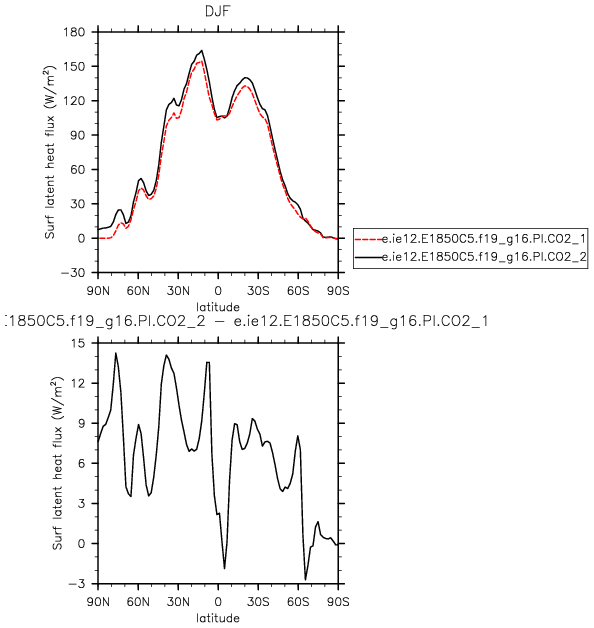 DJF
Surf latent heat flux (W/m²)
180
150
120
90
60
30
0
−30
90N 60N 30N 0 30S 60S 90S
latitude
e.ie12.E1850C5.f19_g16.PI.CO2_1
e.ie12.E1850C5.f19_g16.PI.CO2_2
:1850C5.f19_g16.PI.CO2_2 − e.ie12.E1850C5.f19_g16.PI.CO2_1
Surf latent heat flux (W/m²)
15
12
9
6
3
0
−3
90N 60N 30N 0 30S 60S 90S
latitude